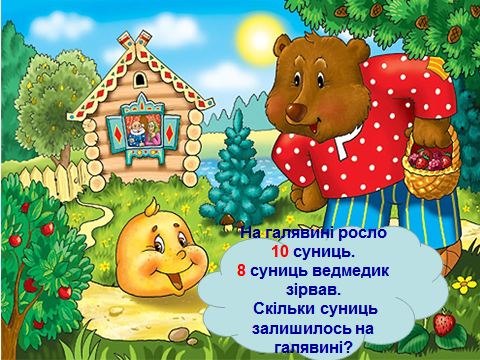 На галявині росло
10 суниць.
8 суниць ведмедик
зірвав.
Скільки суниць
залишилось на
галявині?